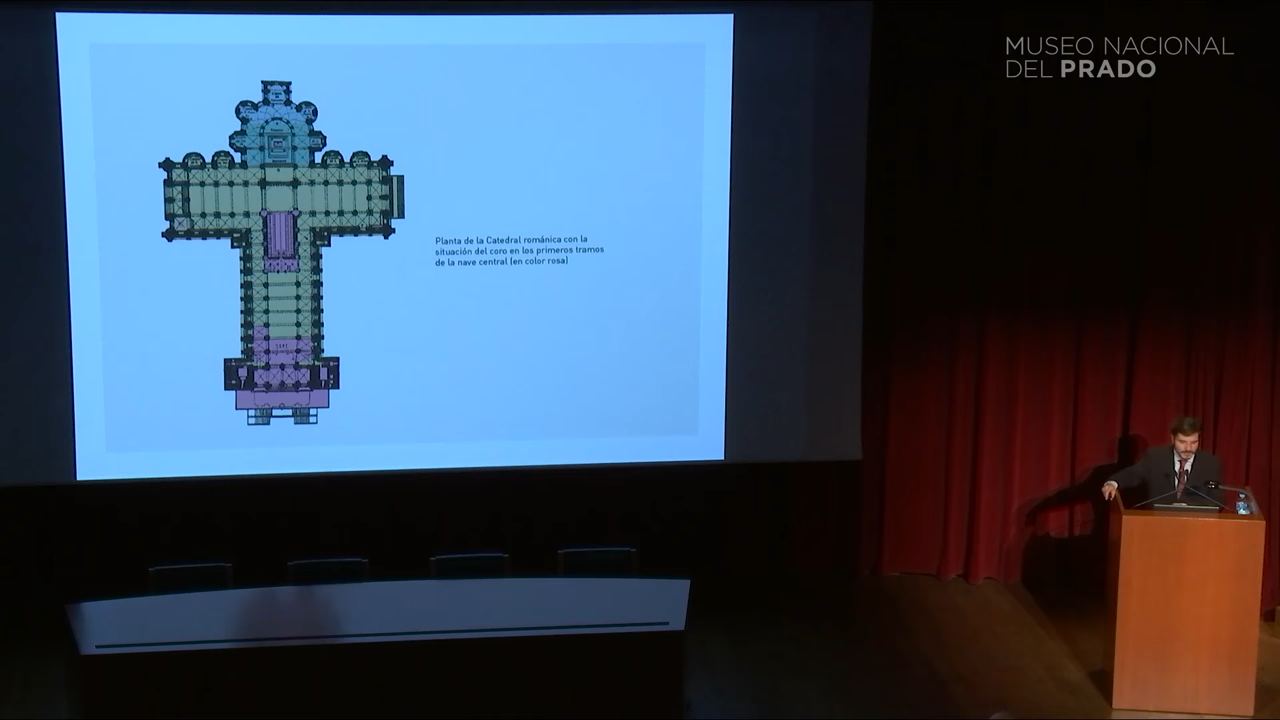 MUSEO NACIONAL
DEL PRADO
Planta de la Catedral románica con la
situación del coro en los primeros tramos
de la nave central (en color rosa)